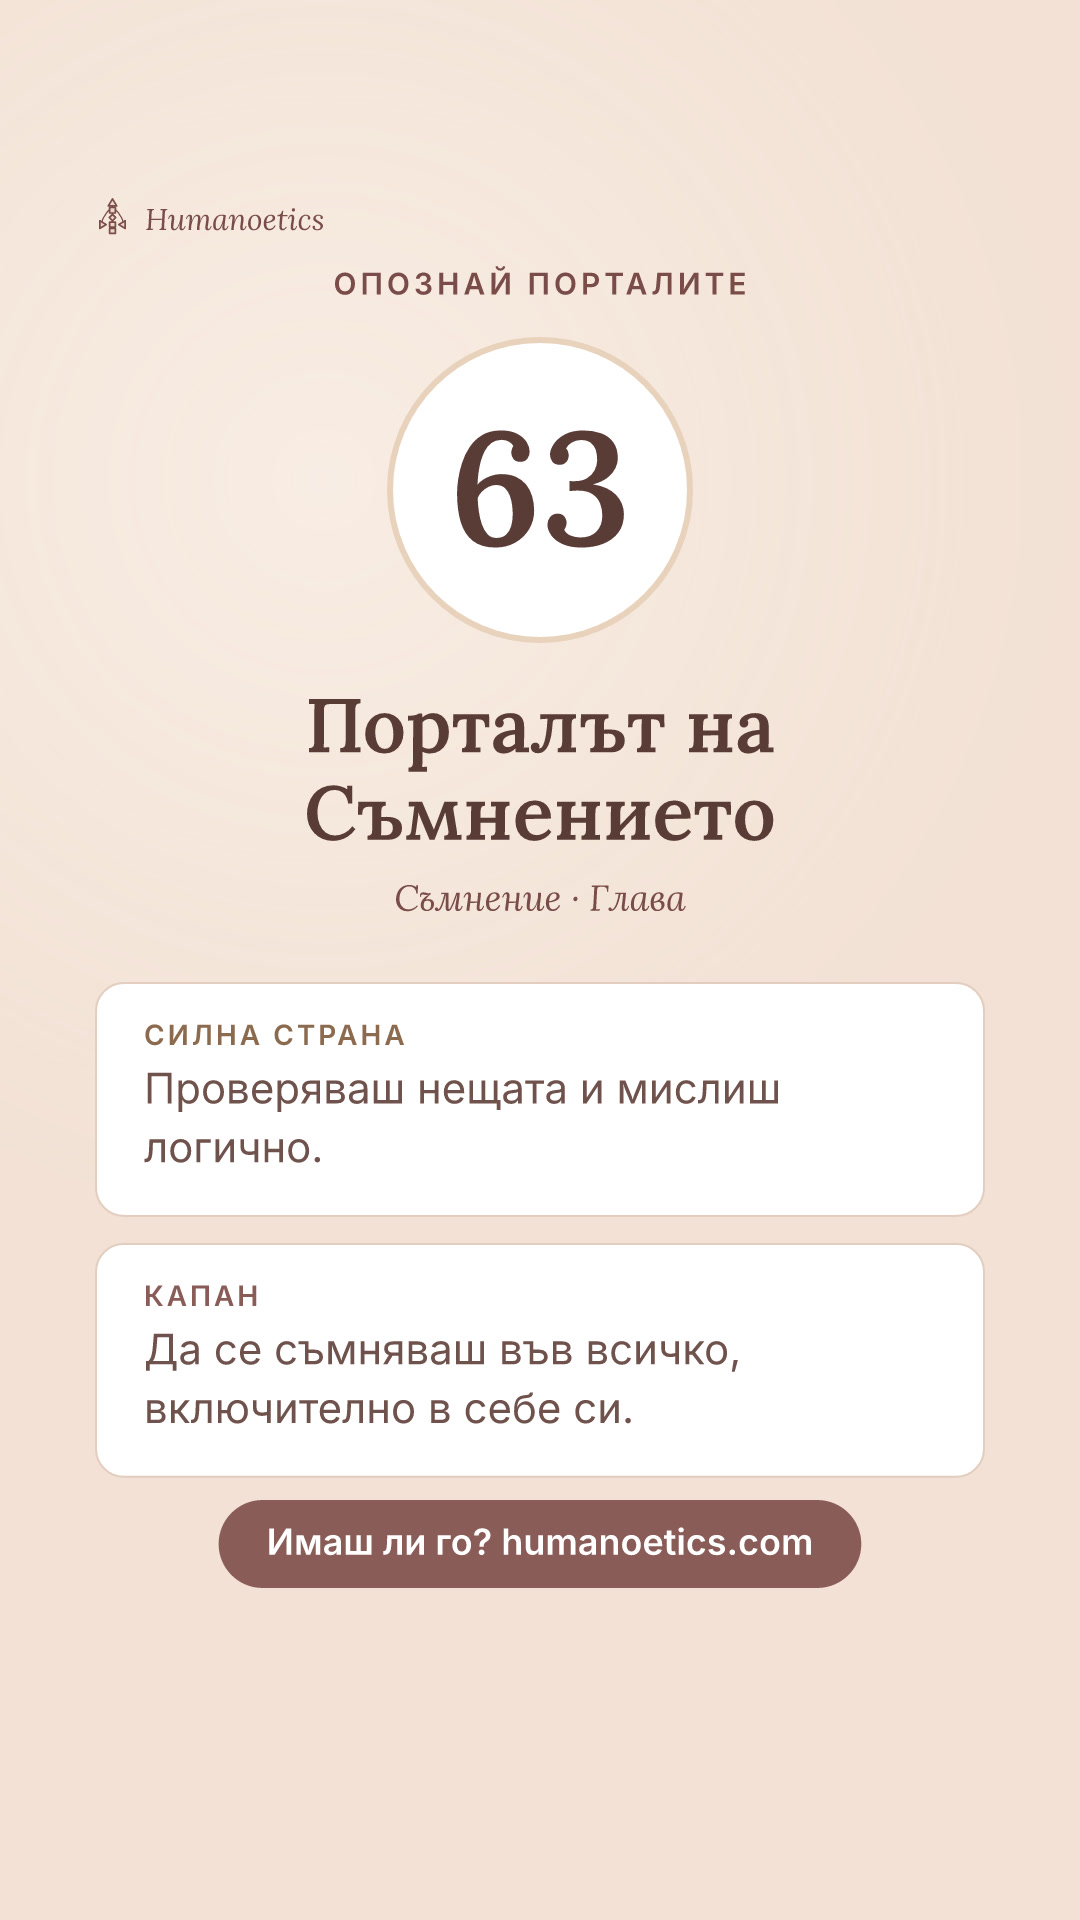 Humanoetics
ОПОЗНАЙ ПОРТАЛИТЕ
63
Порталът на
Съмнението
Съмнение · Глава
СИЛНА СТРАНА
Проверяваш нещата и мислиш
логично.
КАПАН
Да се съмняваш във всичко,
включително в себе си.
Имаш ли го? humanoetics.com